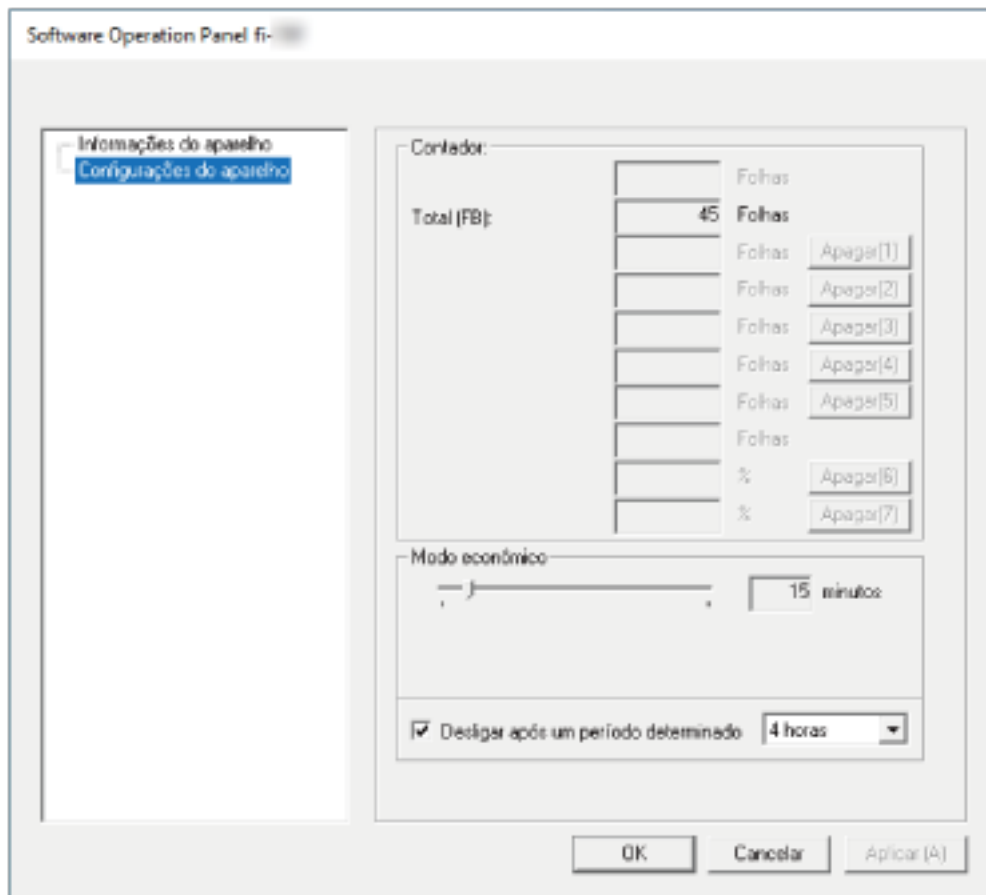 Software Operation Panel fi-
Informações do aparelho
Configurações do aparelho
Contador:
Folhas
Total (FB): 45 Folhas
Folhas Apagar(1)
Folhas Apagar(2)
Folhas Apagar(3)
Folhas Apagar(4)
Folhas Apagar(5)
Folhas
% Apagar(6)
% Apagar(7)
Modo econômico
15 minutos
Desligar após um período determinado 4 horas
OK Cancelar Aplicar (A)